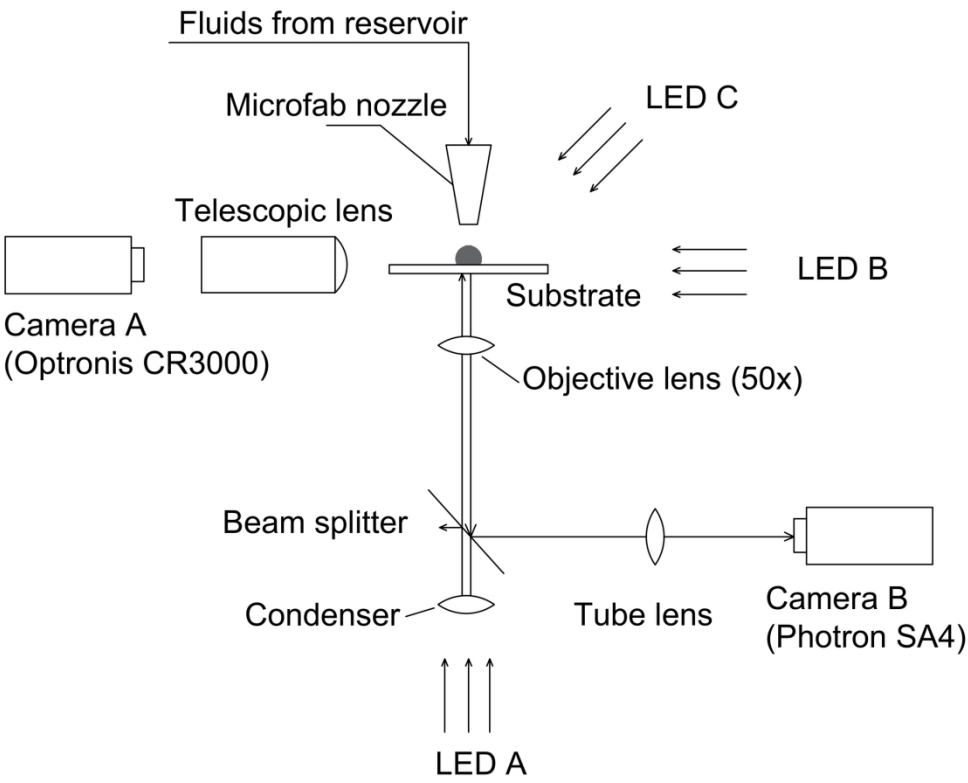 Fluids from reservoir
Microfab nozzle
LED C
Telescopic lens
LED B
Substrate
Camera A
(Optronis CR3000)
Objective lens (50x)
Beam splitter
Condenser
Tube lens
Camera B
(Photron SA4)
LED A